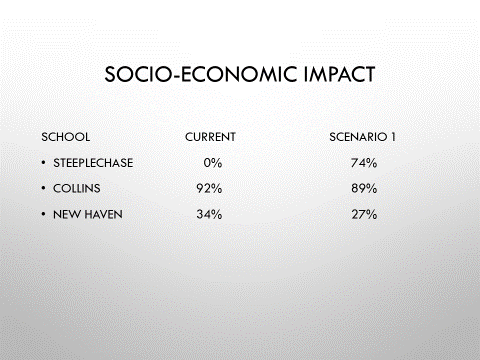 SOCIO-ECONOMIC IMPACT
SCHOOL CURRENT SCENARIO 1
• STEEPLECHASE 0% 74%
• COLLINS 92% 89%
• NEW HAVEN 34% 27%